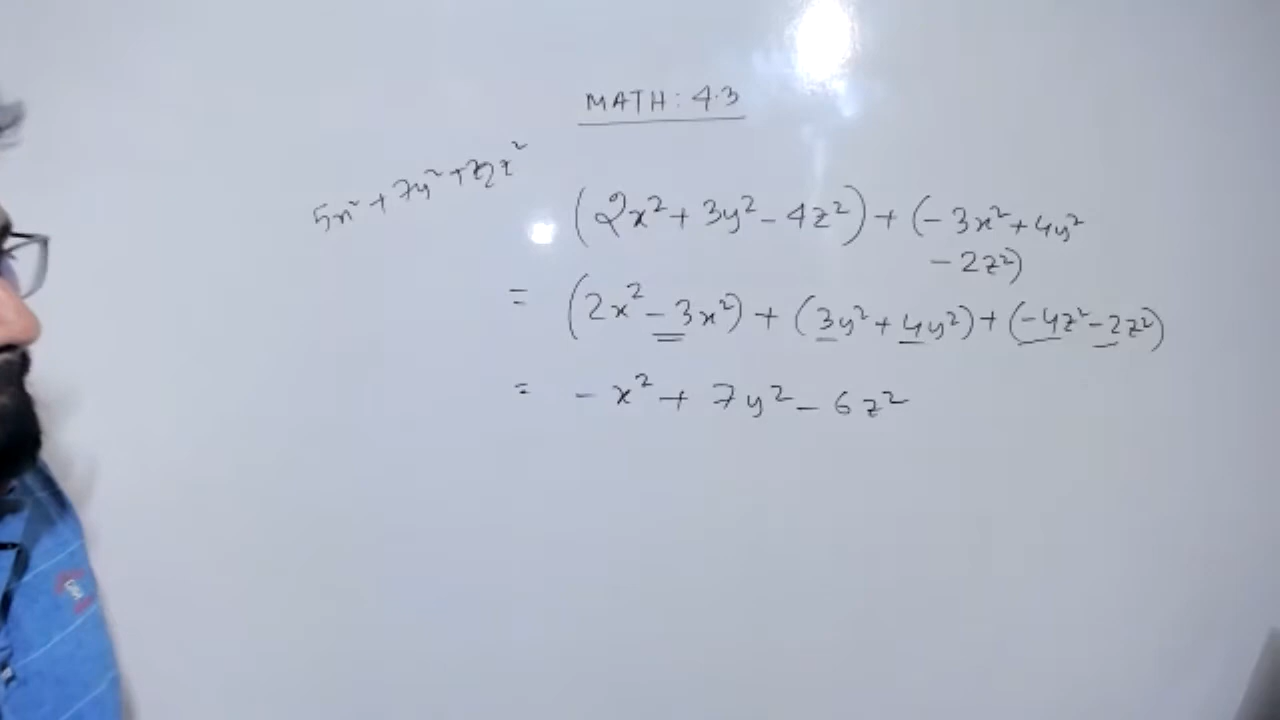 MATH: 4.3
5x² + 7y² +
(2x² + 3y² - 4z²) + (-3x² + 4y²
- 2z²)
= (2x² - 3x²) + (3y² + 4y²) + (-4z² - 2z²)
= - x² + 7y² - 6z²